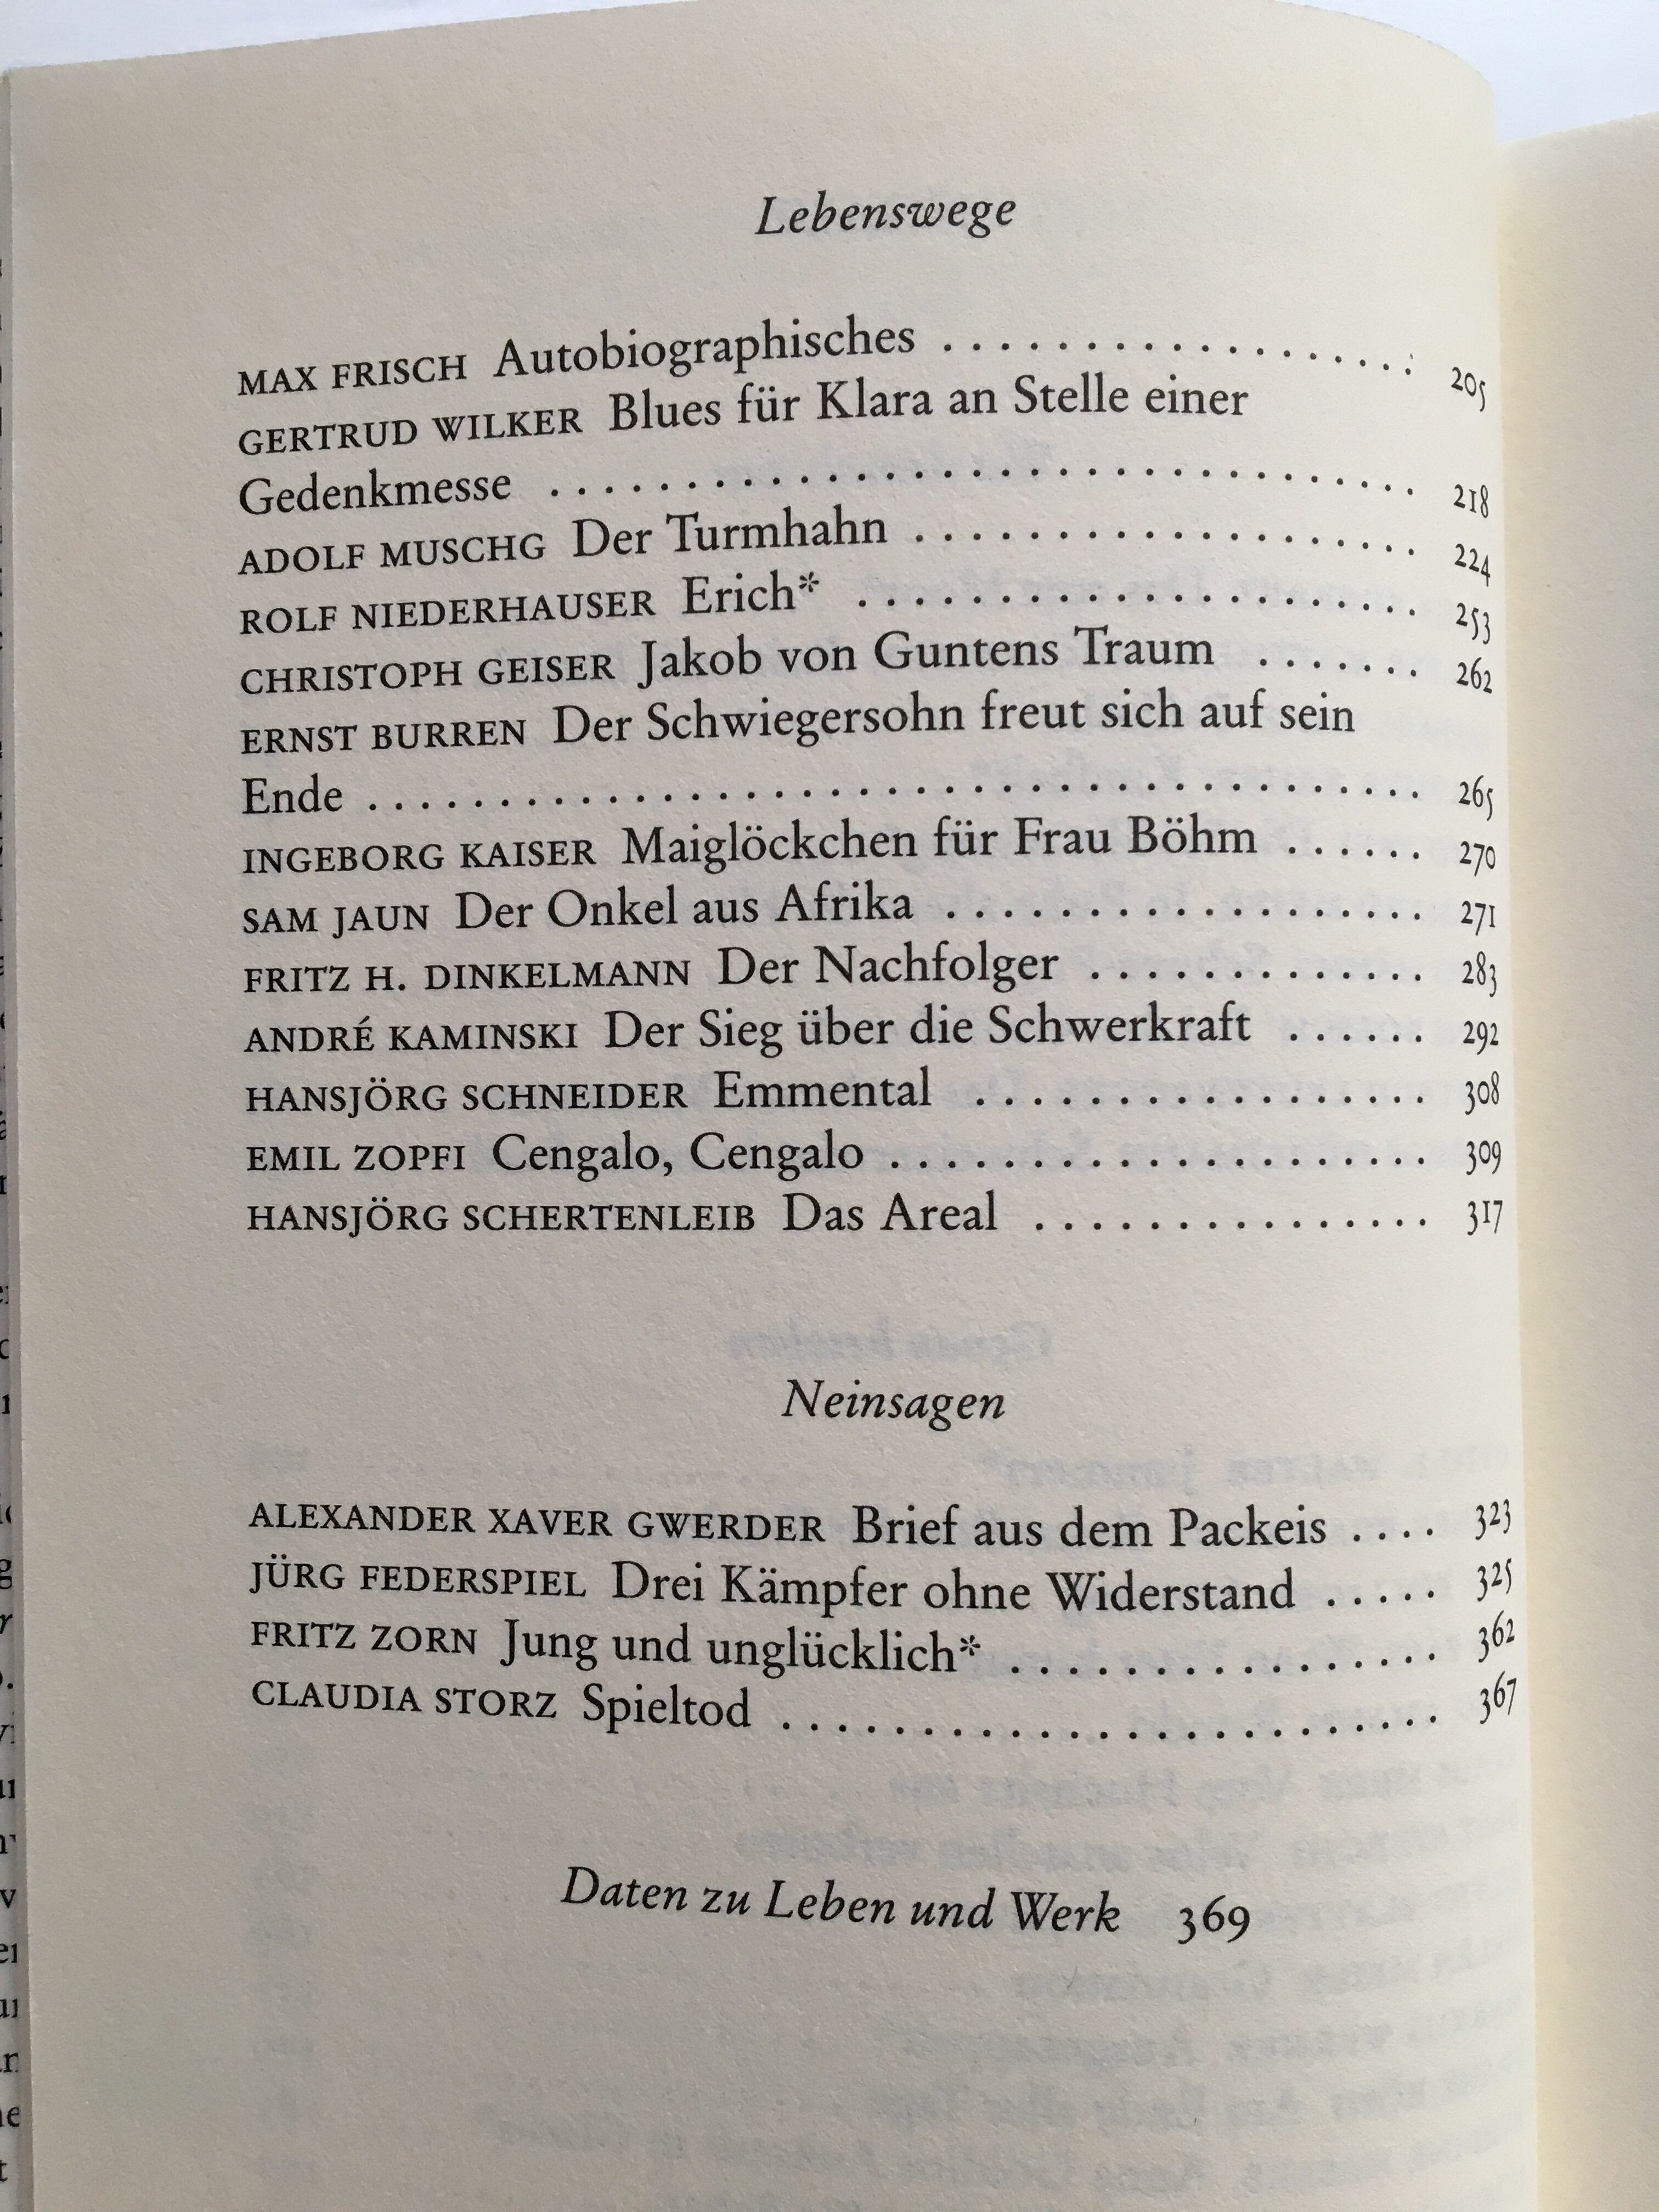 Lebenswege
MAX FRISCH Autobiographisches . . . . . . . . . . . . . . . . . . 205
GERTRUD WILKER Blues für Klara an Stelle einer
Gedenkmesse . . . . . . . . . . . . . . . . . . . . . . . . . . . . . . . . 218
ADOLF MUSCHG Der Turmhahn . . . . . . . . . . . . . . . . . . 224
ROLF NIEDERHAUSER Erich* . . . . . . . . . . . . . . . . . . . . 253
CHRISTOPH GEISER Jakob von Guntens Traum . . . . . . . 262
ERNST BURREN Der Schwiegersohn freut sich auf sein
Ende . . . . . . . . . . . . . . . . . . . . . . . . . . . . . . . . . . . . . . . 265
INGEBORG KAISER Maiglöckchen für Frau Böhm . . . . . . 270
SAM JAUN Der Onkel aus Afrika . . . . . . . . . . . . . . . . . 271
FRITZ H. DINKELMANN Der Nachfolger . . . . . . . . . . . . 283
ANDRÉ KAMINSKI Der Sieg über die Schwerkraft . . . . . . 292
HANSJÖRG SCHNEIDER Emmental . . . . . . . . . . . . . . . . 308
EMIL ZOPFI Cengalo, Cengalo . . . . . . . . . . . . . . . . . . . 309
HANSJÖRG SCHERTENLEIB Das Areal . . . . . . . . . . . . . . 317
Neinsagen
ALEXANDER XAVER GWERDER Brief aus dem Packeis . . . . 323
JÜRG FEDERSPIEL Drei Kämpfer ohne Widerstand . . . . . 325
FRITZ ZORN Jung und unglücklich* . . . . . . . . . . . . . . . 362
CLAUDIA STORZ Spieltod . . . . . . . . . . . . . . . . . . . . . . . 367
Daten zu Leben und Werk 369